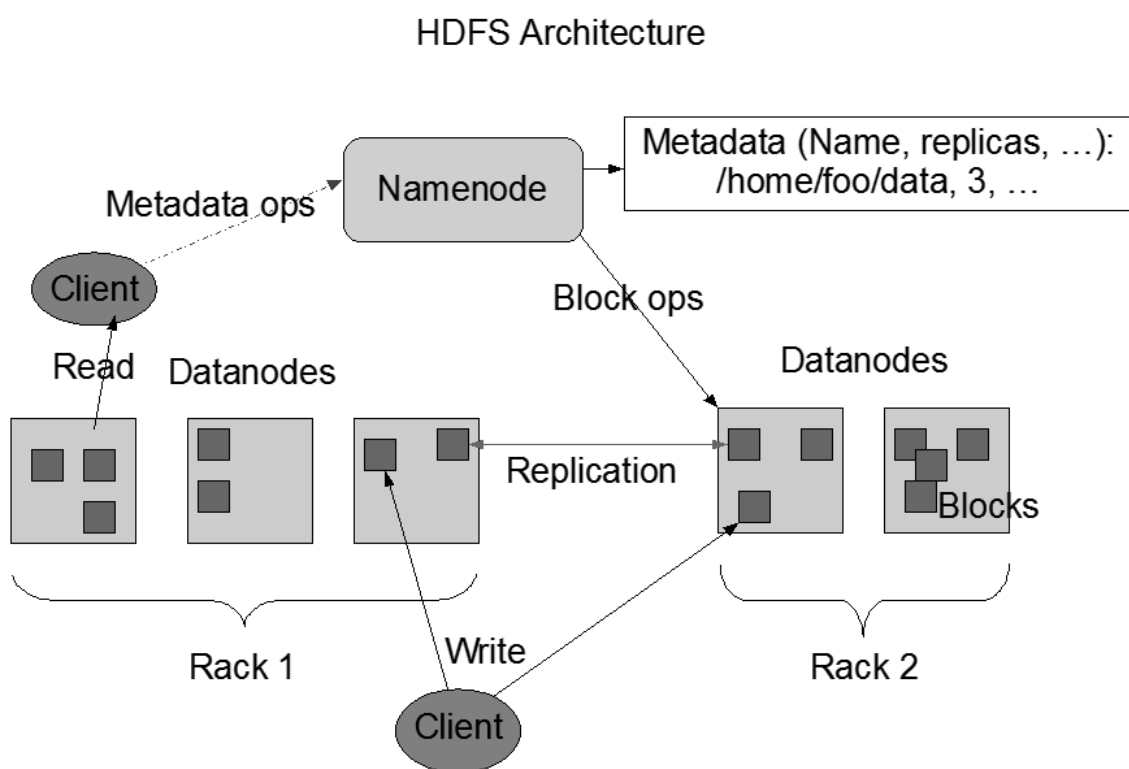 HDFS Architecture
Metadata (Name, replicas, …):
/home/foo/data, 3, …
Namenode
Metadata ops
Client
Block ops
Read
Datanodes
Datanodes
Replication
Blocks
Rack 1
Write
Rack 2
Client